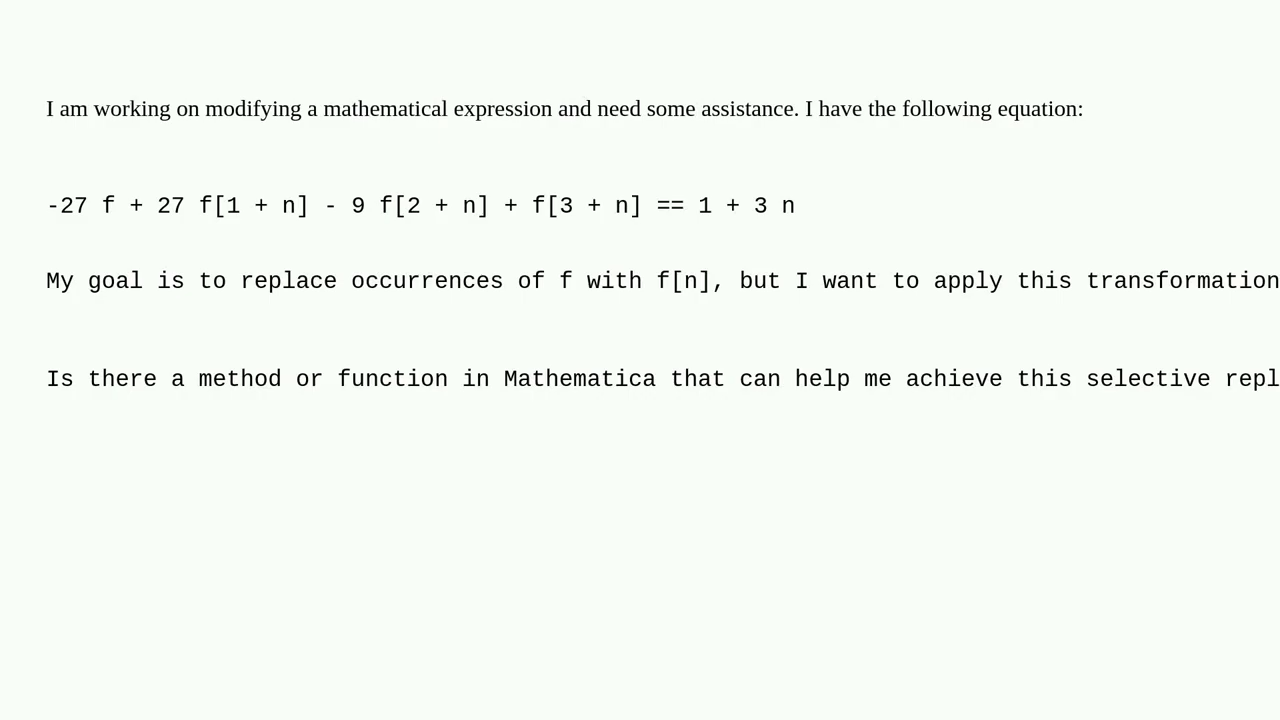 I am working on modifying a mathematical expression and need some assistance. I have the following equation:
-27 f + 27 f[1 + n] - 9 f[2 + n] + f[3 + n] == 1 + 3 n
My goal is to replace occurrences of f with f[n], but I want to apply this transformation
Is there a method or function in Mathematica that can help me achieve this selective repl